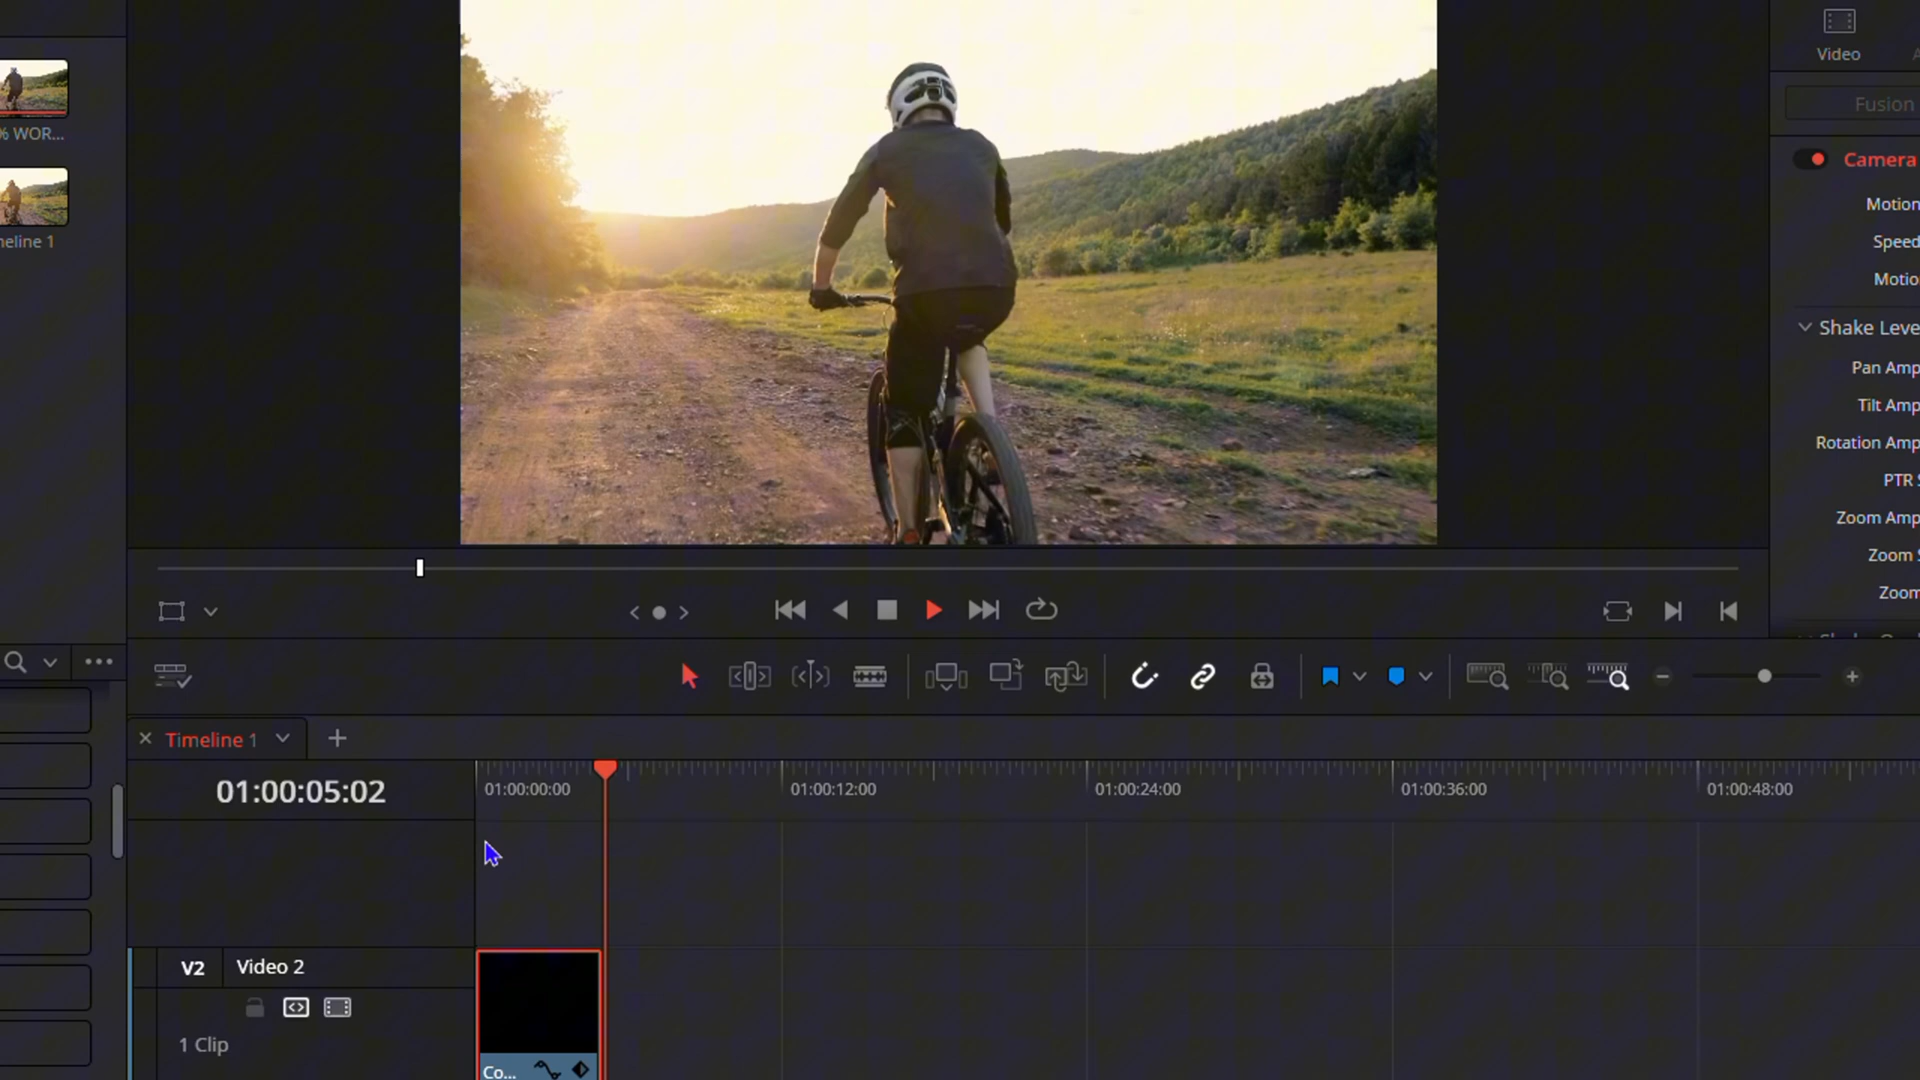 Video
Fusion
% WOR...
Camera
Motion
Speed
Motio
meline 1
Shake Leve
Pan Amp
Tilt Amp
Rotation Amp
PTR S
Zoom Amp
Zoom S
Zoom
Timeline 1
01:00:05:02
01:00:00:00
01:00:12:00
01:00:24:00
01:00:36:00
01:00:48:00
V2
Video 2
1 Clip
Co...